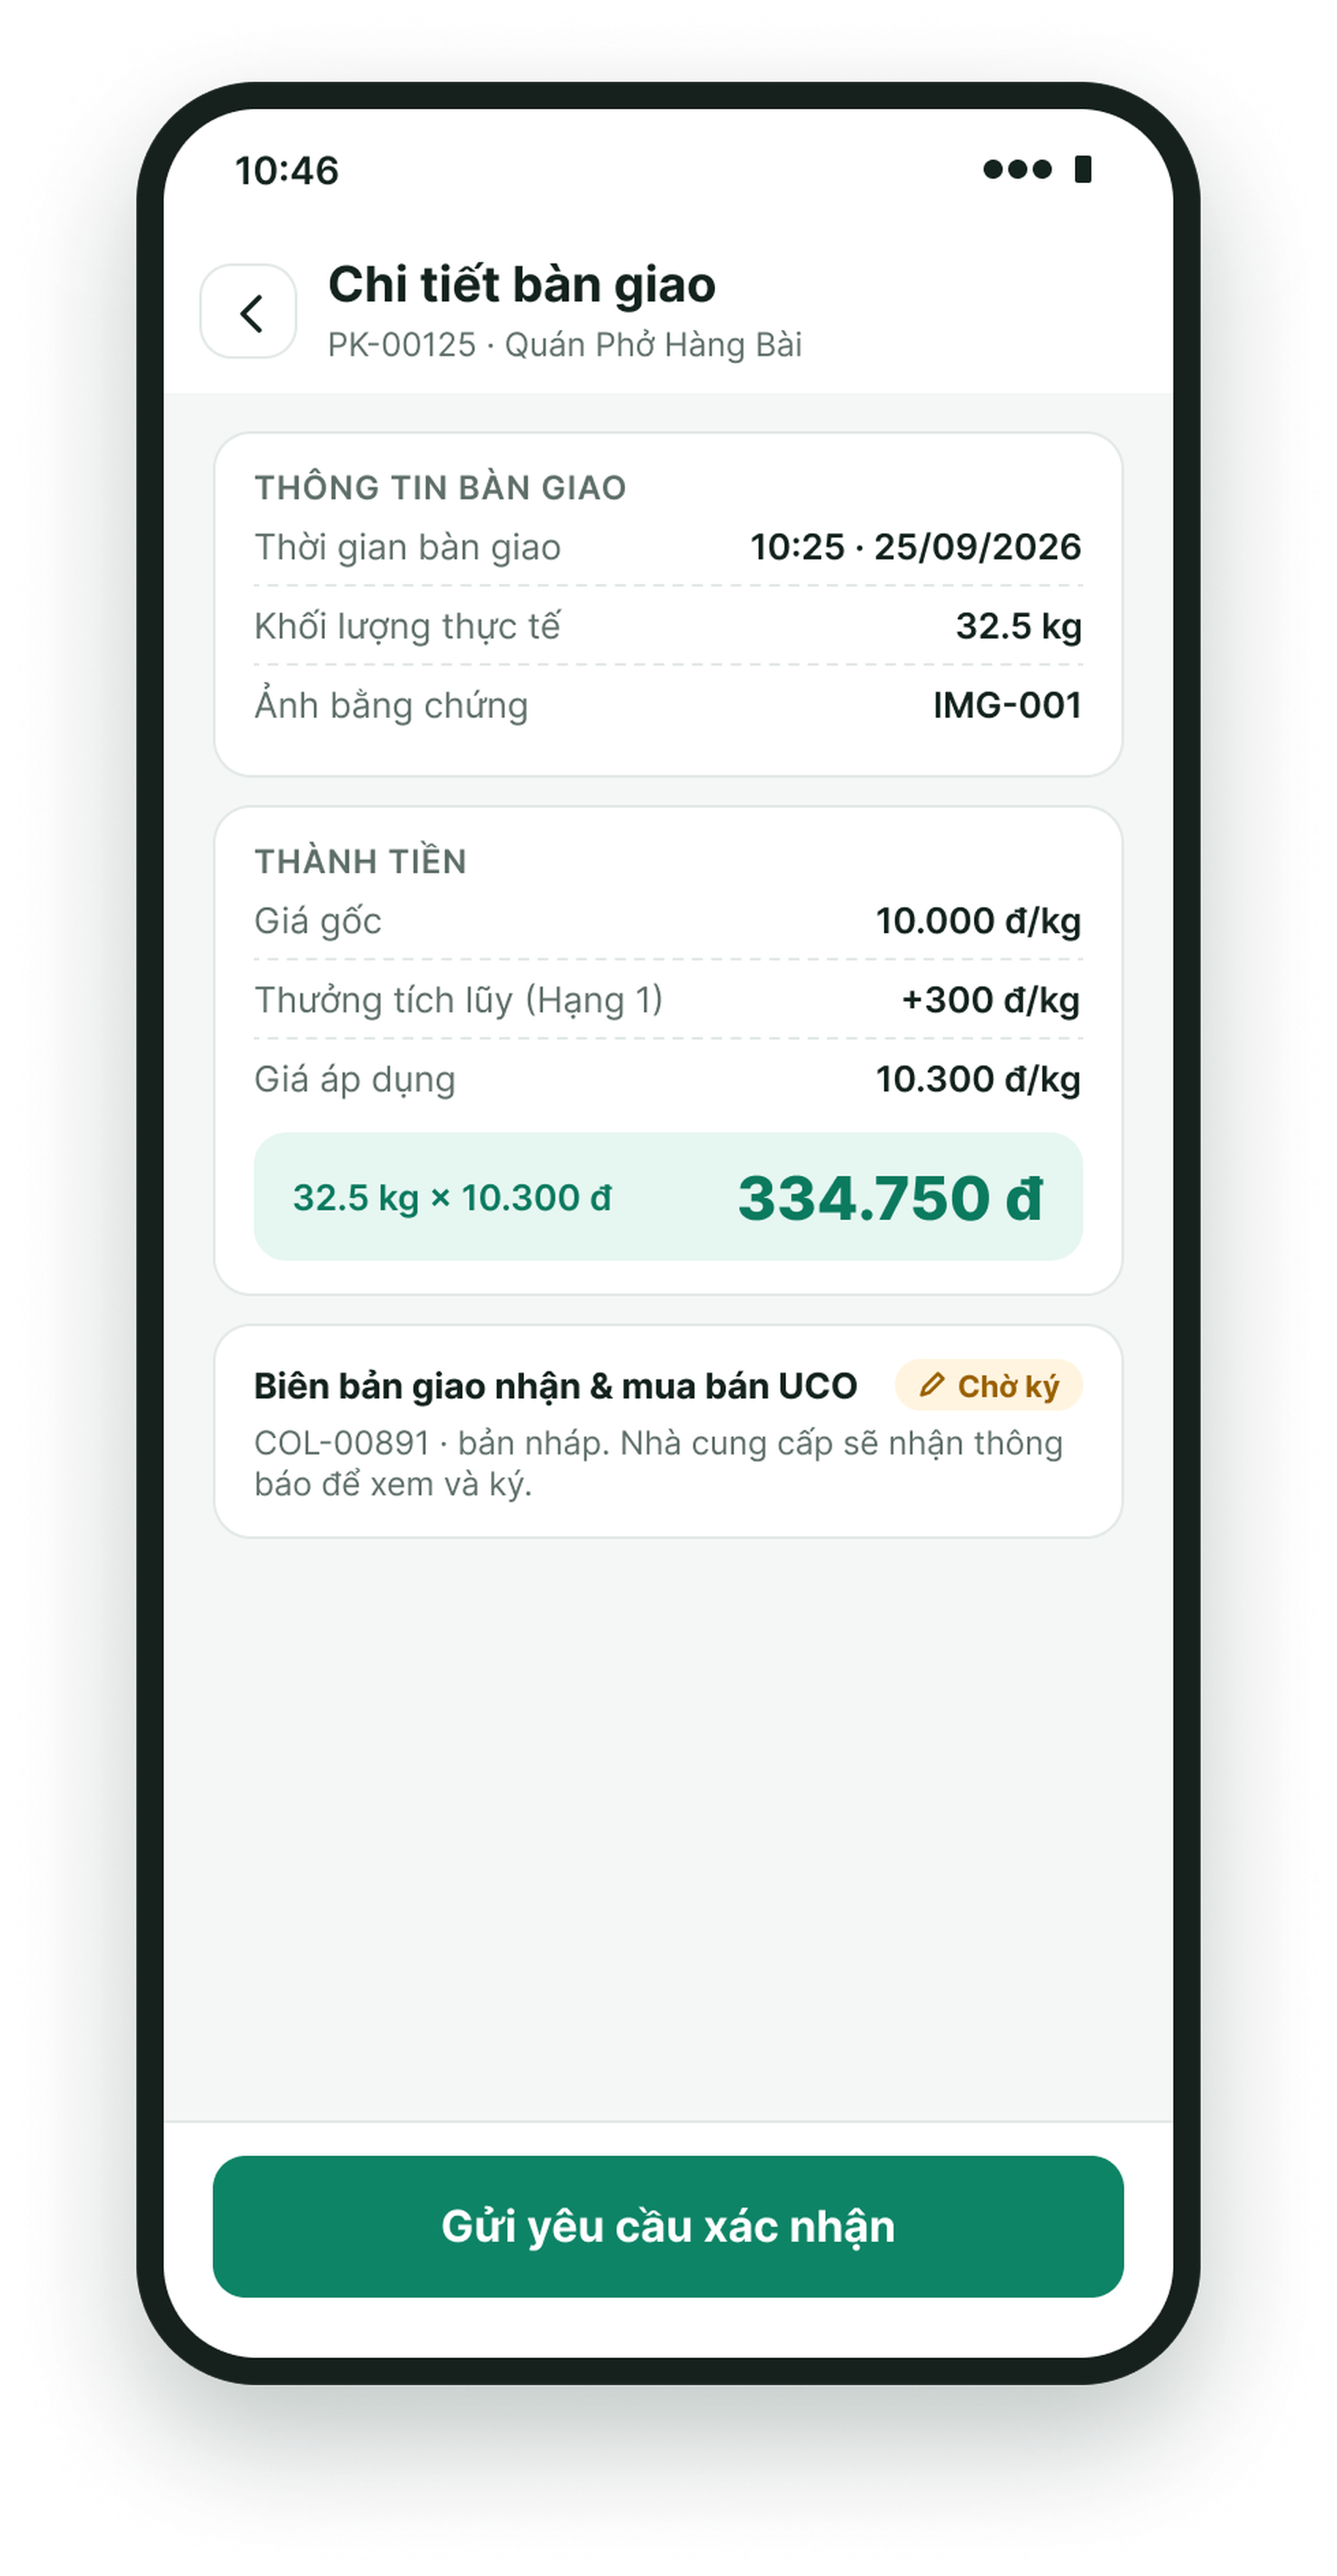 10:46
Chi tiết bàn giao
PK-00125 · Quán Phở Hàng Bài
THÔNG TIN BÀN GIAO
Thời gian bàn giao 10:25 · 25/09/2026
Khối lượng thực tế 32.5 kg
Ảnh bằng chứng IMG-001
THÀNH TIỀN
Giá gốc 10.000 đ/kg
Thưởng tích lũy (Hạng 1) +300 đ/kg
Giá áp dụng 10.300 đ/kg
32.5 kg × 10.300 đ 334.750 đ
Biên bản giao nhận & mua bán UCO Chờ ký
COL-00891 · bản nháp. Nhà cung cấp sẽ nhận thông
báo để xem và ký.
Gửi yêu cầu xác nhận